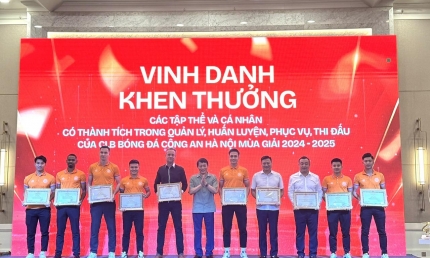 VINH DANH
KHEN THƯỞNG
CÁC TẬP THỂ VÀ CÁ NHÂN
CÓ THÀNH TÍCH TRONG QUẢN LÝ, HUẤN LUYỆN, PHỤC VỤ, THI ĐẤU
CỦA CLB BÓNG ĐÁ CÔNG AN HÀ NỘI MÙA GIẢI 2024 - 2025